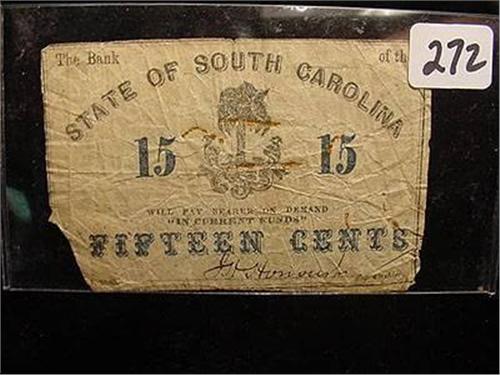 272
The Bank of th
STATE OF SOUTH CAROLINA
15 15
WILL PAY BEARER ON DEMAND
"IN CURRENT FUNDS"
FIFTEEN CENTS